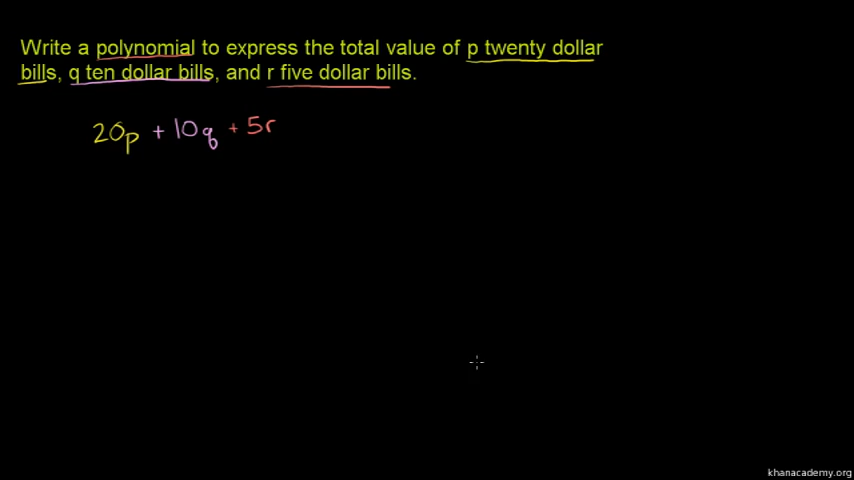 Write a polynomial to express the total value of p twenty dollar
bills, q ten dollar bills, and r five dollar bills.
20p + 10q + 5r
khanacademy.org